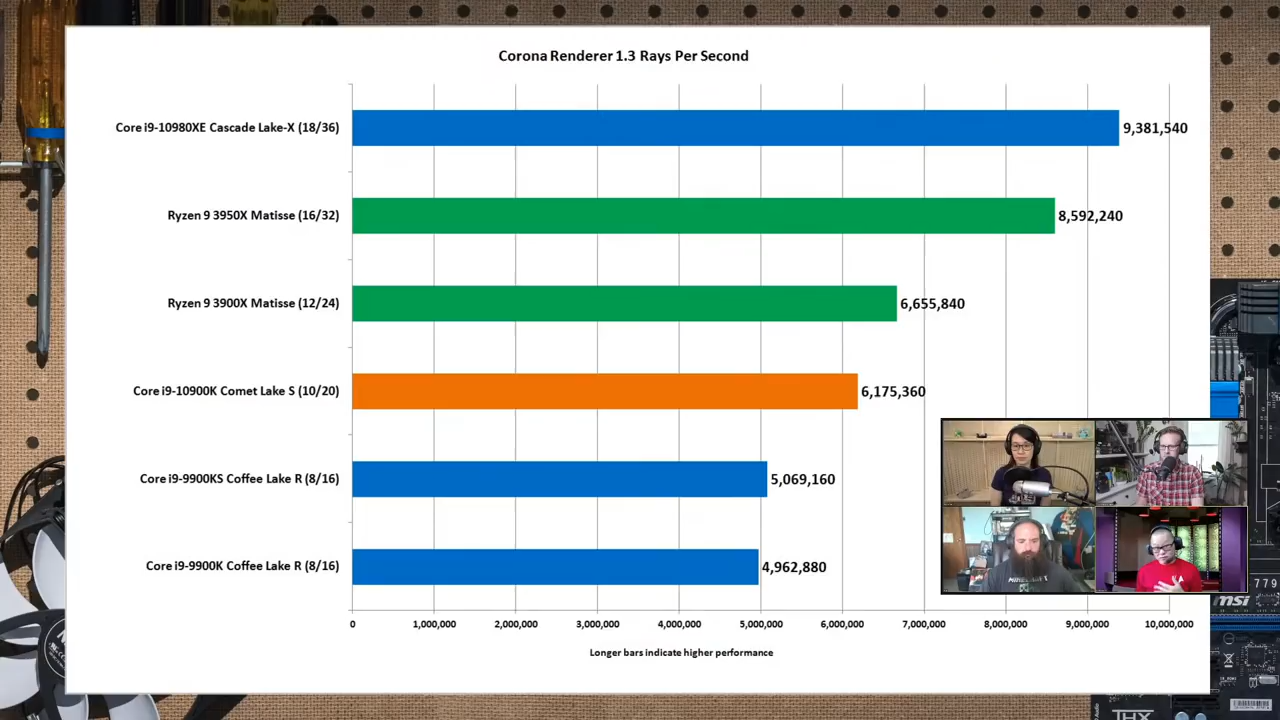 Corona Renderer 1.3 Rays Per Second
Core i9-10980XE Cascade Lake-X (18/36)
9,381,540
Ryzen 9 3950X Matisse (16/32)
8,592,240
Ryzen 9 3900X Matisse (12/24)
6,655,840
Core i9-10900K Comet Lake S (10/20)
6,175,360
Core i9-9900KS Coffee Lake R (8/16)
5,069,160
Core i9-9900K Coffee Lake R (8/16)
4,962,880
0 1,000,000 2,000,000 3,000,000 4,000,000 5,000,000 6,000,000 7,000,000 8,000,000 9,000,000 10,000,000
Longer bars indicate higher performance
MINECRAFT
779
msi
THX